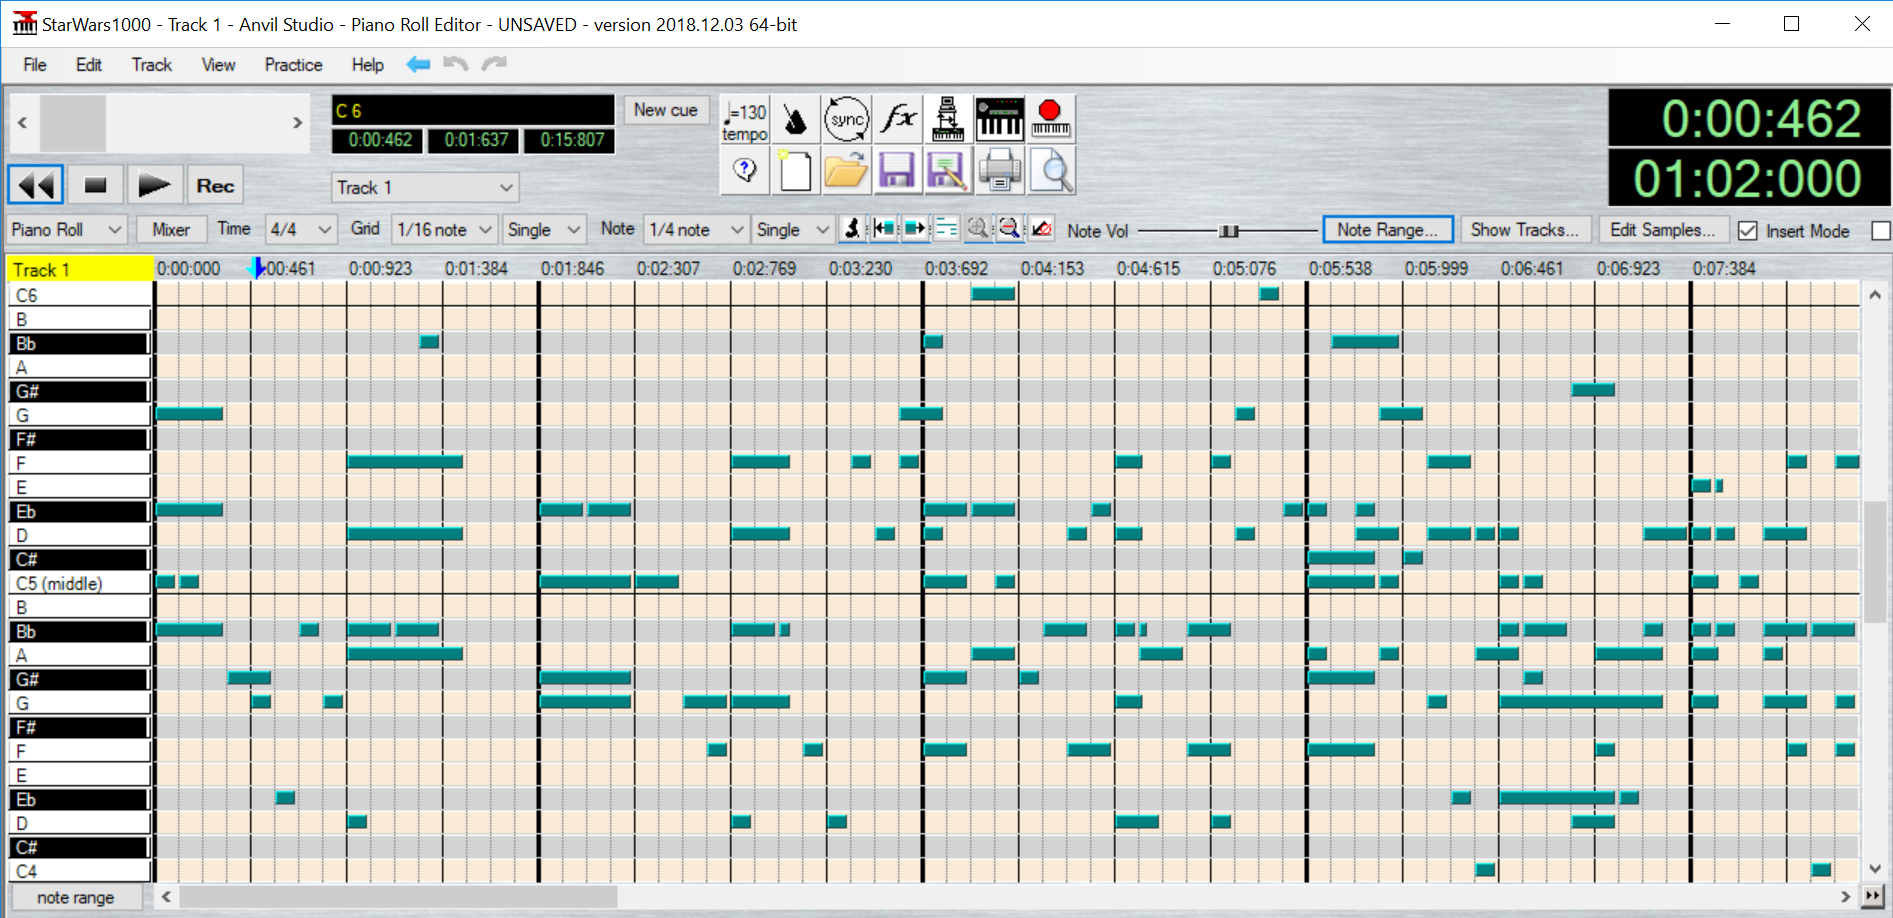 StarWars1000 - Track 1 - Anvil Studio - Piano Roll Editor - UNSAVED - version 2018.12.03 64-bit
File Edit Track View Practice Help
C 6 New cue
0:00:462 0:01:637 0:15:807
♩=130
tempo
sync
fx
0:00:462
01:02:000
Rec
Track 1
Piano Roll Mixer Time 4/4 Grid 1/16 note Single Note 1/4 note Single Note Vol Note Range... Show Tracks... Edit Samples... Insert Mode
Track 1 0:00:000 :00:461 0:00:923 0:01:384 0:01:846 0:02:307 0:02:769 0:03:230 0:03:692 0:04:153 0:04:615 0:05:076 0:05:538 0:05:999 0:06:461 0:06:923 0:07:384
C6
B
Bb
A
G#
G
F#
F
E
Eb
D
C#
C5 (middle)
B
Bb
A
G#
G
F#
F
E
Eb
D
C#
C4
note range